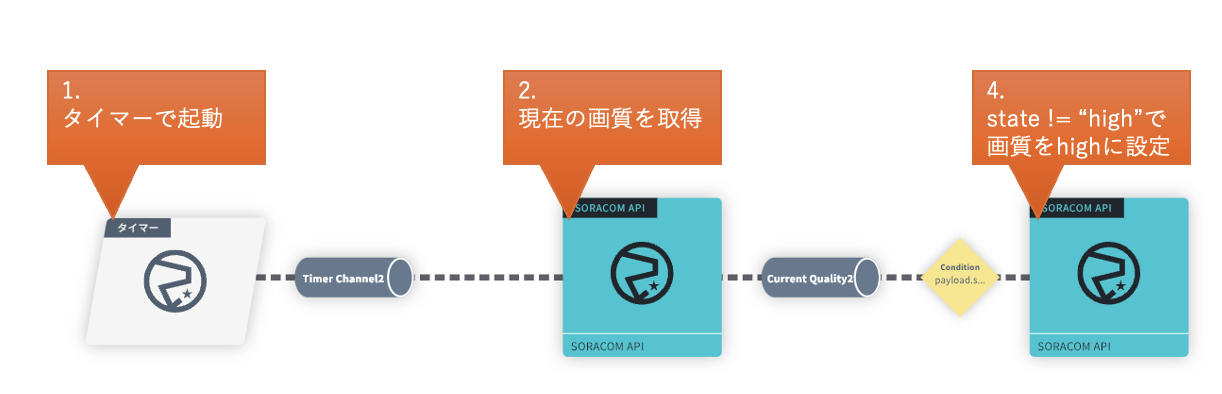 1.
タイマーで起動
2.
現在の画質を取得
4.
state != “high”で
画質をhighに設定
タイマー
SORACOM API
SORACOM API
Timer Channel2
Current Quality2
Condition
payload.s...
SORACOM API
SORACOM API